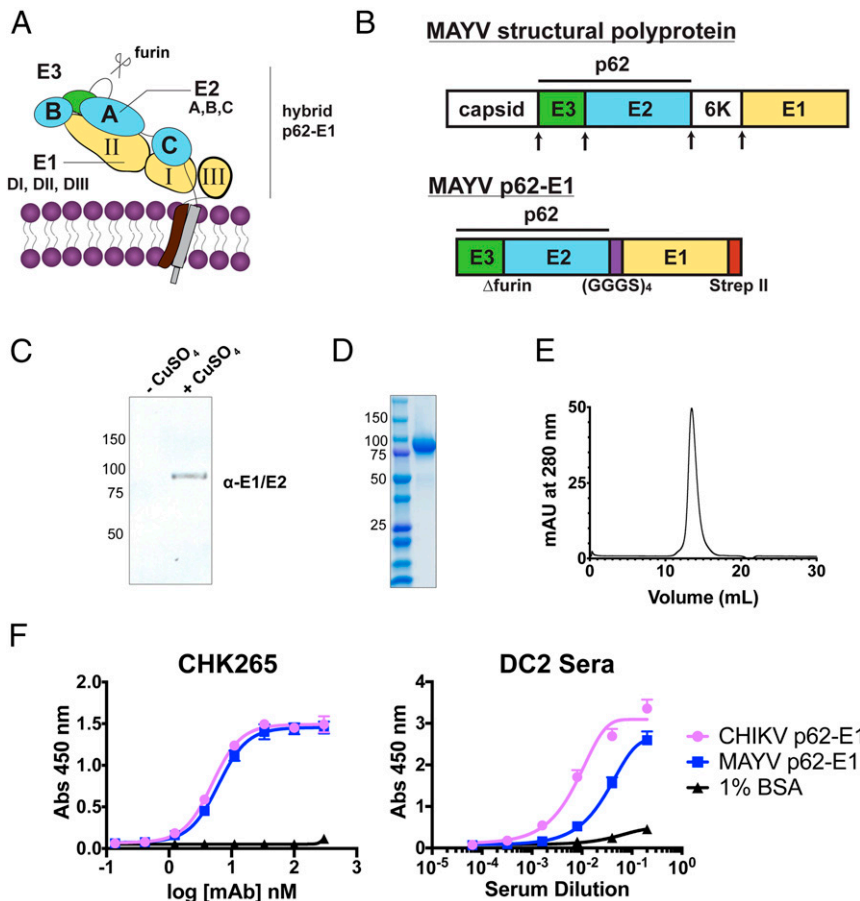 A
furin
E3
E2
A,B,C
B
A
hybrid
p62-E1
C
II
E1
DI, DII, DIII
I
III
B
MAYV structural polyprotein
p62
capsid E3 E2 6K E1
MAYV p62-E1
p62
E3 E2 E1
Δfurin (GGGS)₄ Strep II
C
- CuSO₄
+ CuSO₄
150
100
75
50
α-E1/E2
D
150
100
75
50
25
E
mAU at 280 nm
50
25
0
0 10 20 30
Volume (mL)
F
CHK265
Abs 450 nm
2.0
1.5
1.0
0.5
0.0
-1 0 1 2 3
log [mAb] nM
DC2 Sera
Abs 450 nm
4
3
2
1
0
10⁻⁵ 10⁻⁴ 10⁻³ 10⁻² 10⁻¹ 10⁰
Serum Dilution
CHIKV p62-E1
MAYV p62-E1
1% BSA